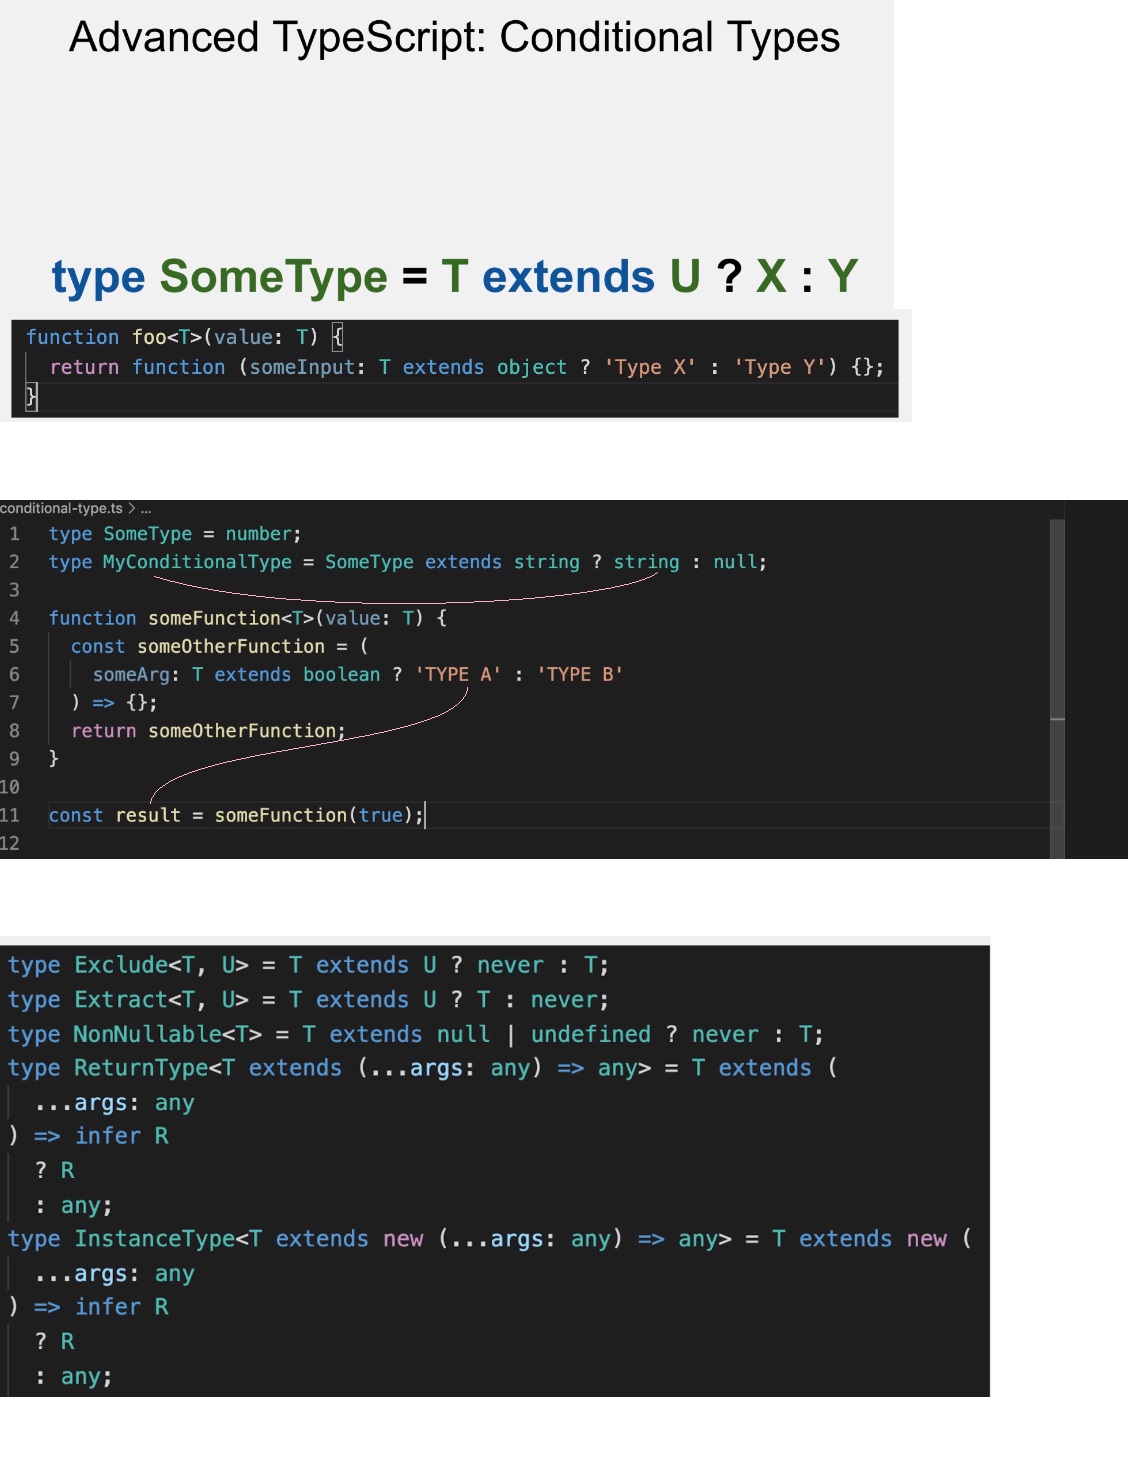 Advanced TypeScript: Conditional Types
type SomeType = T extends U ? X : Y
function foo<T>(value: T) {
return function (someInput: T extends object ? 'Type X' : 'Type Y') {};
}
conditional-type.ts > ...
1 type SomeType = number;
2 type MyConditionalType = SomeType extends string ? string : null;
3
4 function someFunction<T>(value: T) {
5 const someOtherFunction = (
6 someArg: T extends boolean ? 'TYPE A' : 'TYPE B'
7 ) => {};
8 return someOtherFunction;
9 }
10
11 const result = someFunction(true);
12
type Exclude<T, U> = T extends U ? never : T;
type Extract<T, U> = T extends U ? T : never;
type NonNullable<T> = T extends null | undefined ? never : T;
type ReturnType<T extends (...args: any) => any> = T extends (
...args: any
) => infer R
? R
: any;
type InstanceType<T extends new (...args: any) => any> = T extends new (
...args: any
) => infer R
? R
: any;